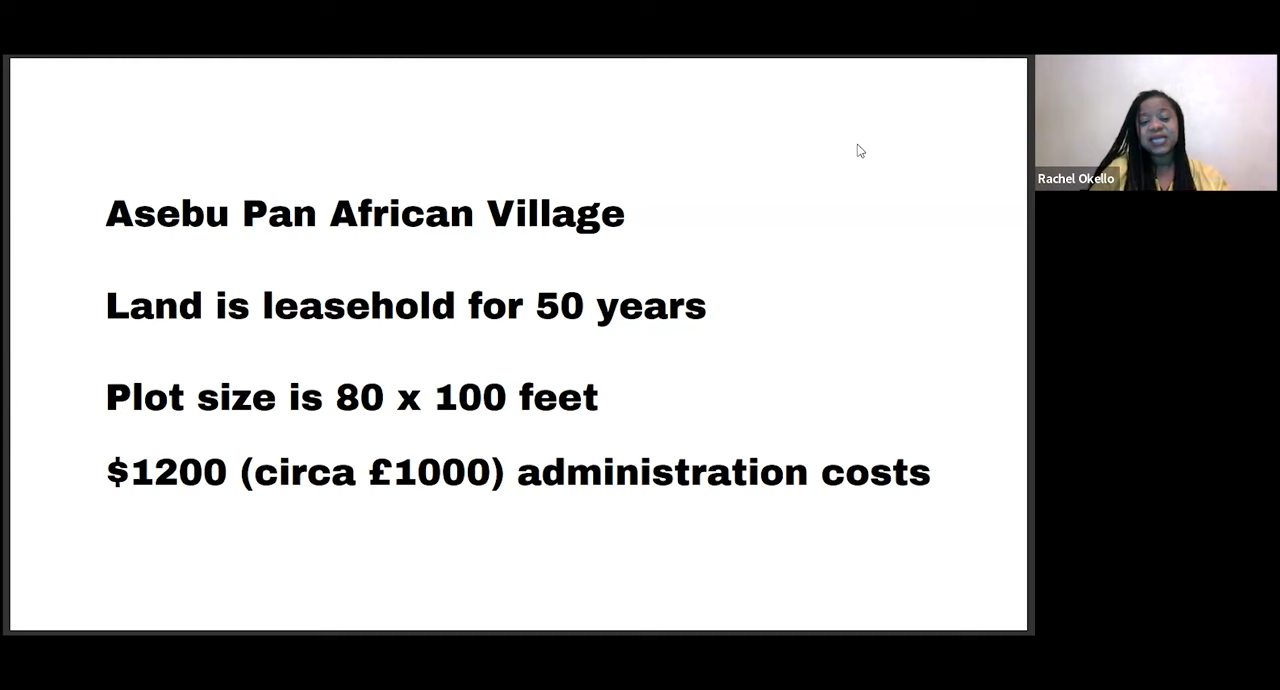 Asebu Pan African Village
Land is leasehold for 50 years
Plot size is 80 x 100 feet
$1200 (circa £1000) administration costs
Rachel Okello